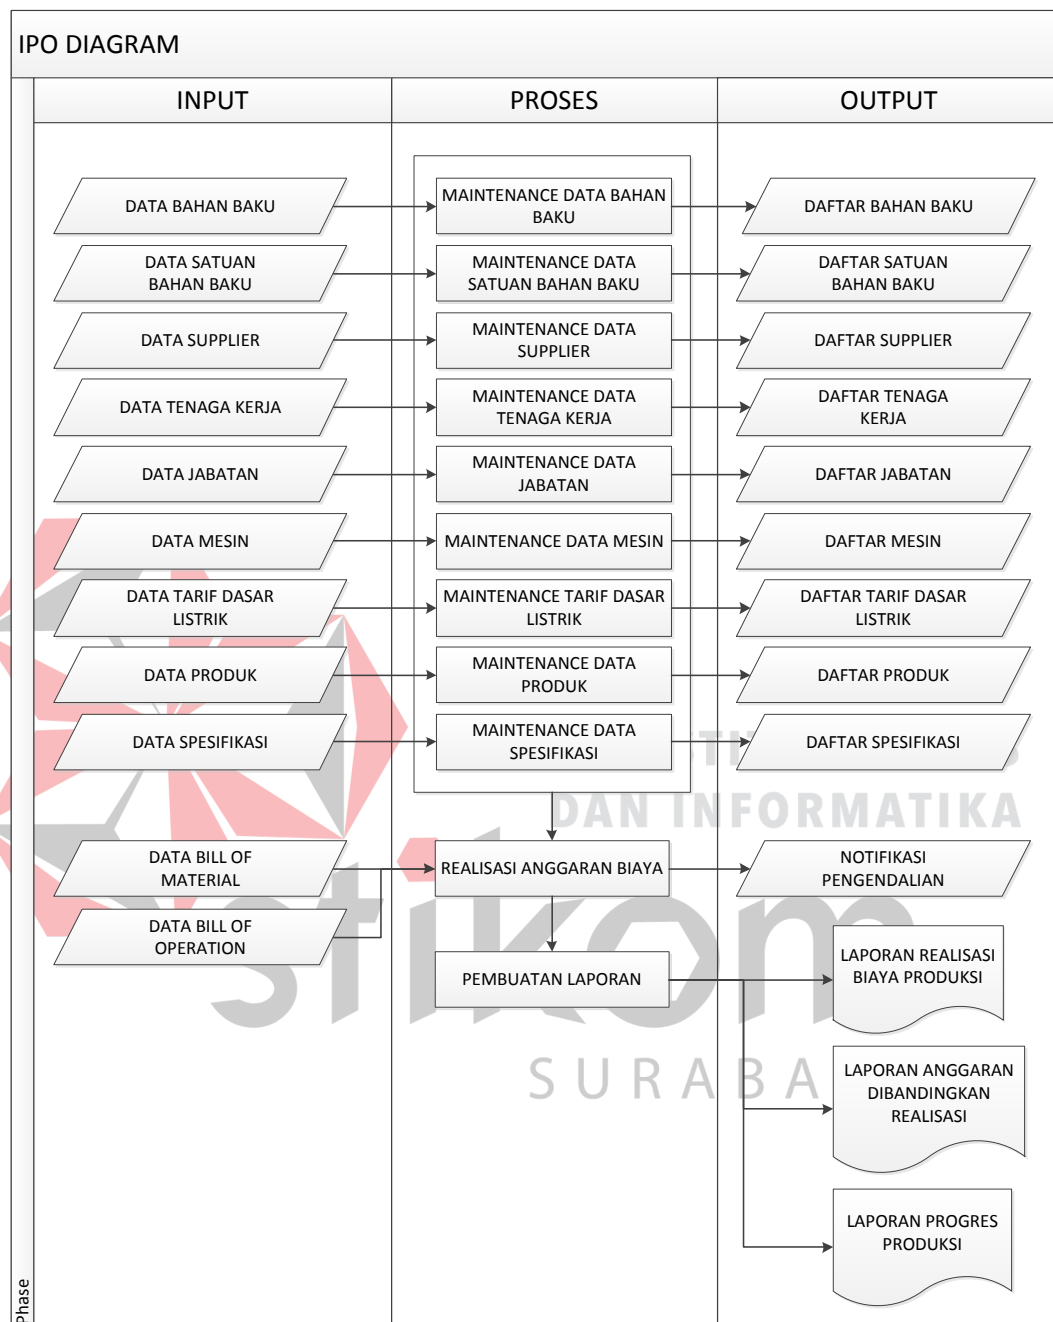 IPO DIAGRAM
INPUT
PROSES
OUTPUT
DATA BAHAN BAKU
MAINTENANCE DATA BAHAN
BAKU
DAFTAR BAHAN BAKU
DATA SATUAN
BAHAN BAKU
MAINTENANCE DATA
SATUAN BAHAN BAKU
DAFTAR SATUAN
BAHAN BAKU
DATA SUPPLIER
MAINTENANCE DATA
SUPPLIER
DAFTAR SUPPLIER
DATA TENAGA KERJA
MAINTENANCE DATA
TENAGA KERJA
DAFTAR TENAGA
KERJA
DATA JABATAN
MAINTENANCE DATA
JABATAN
DAFTAR JABATAN
DATA MESIN
MAINTENANCE DATA MESIN
DAFTAR MESIN
DATA TARIF DASAR
LISTRIK
MAINTENANCE TARIF DASAR
LISTRIK
DAFTAR TARIF DASAR
LISTRIK
DATA PRODUK
MAINTENANCE DATA
PRODUK
DAFTAR PRODUK
DATA SPESIFIKASI
MAINTENANCE DATA
SPESIFIKASI
DAFTAR SPESIFIKASI
DAN INFORMATIKA
DATA BILL OF
MATERIAL
REALISASI ANGGARAN BIAYA
NOTIFIKASI
PENGENDALIAN
DATA BILL OF
OPERATION
stikom
PEMBUATAN LAPORAN
LAPORAN REALISASI
BIAYA PRODUKSI
SURABA
LAPORAN ANGGARAN
DIBANDINGKAN
REALISASI
LAPORAN PROGRES
PRODUKSI
Phase